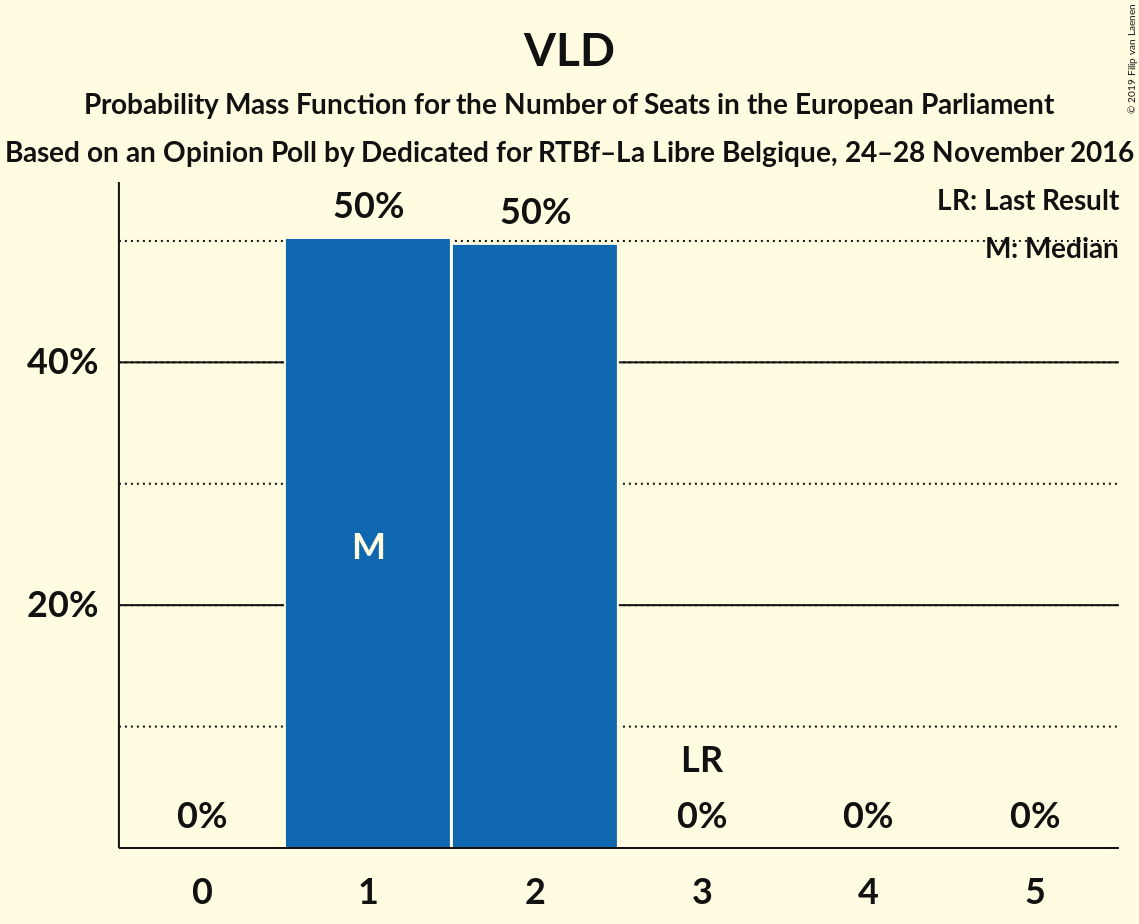 VLD
Probability Mass Function for the Number of Seats in the European Parliament
Based on an Opinion Poll by Dedicated for RTBf–La Libre Belgique, 24–28 November 2016
© 2019 Filip van Laenen
LR: Last Result
M: Median
50%
50%
40%
20%
M
LR
0%
0%
0%
0%
0
1
2
3
4
5